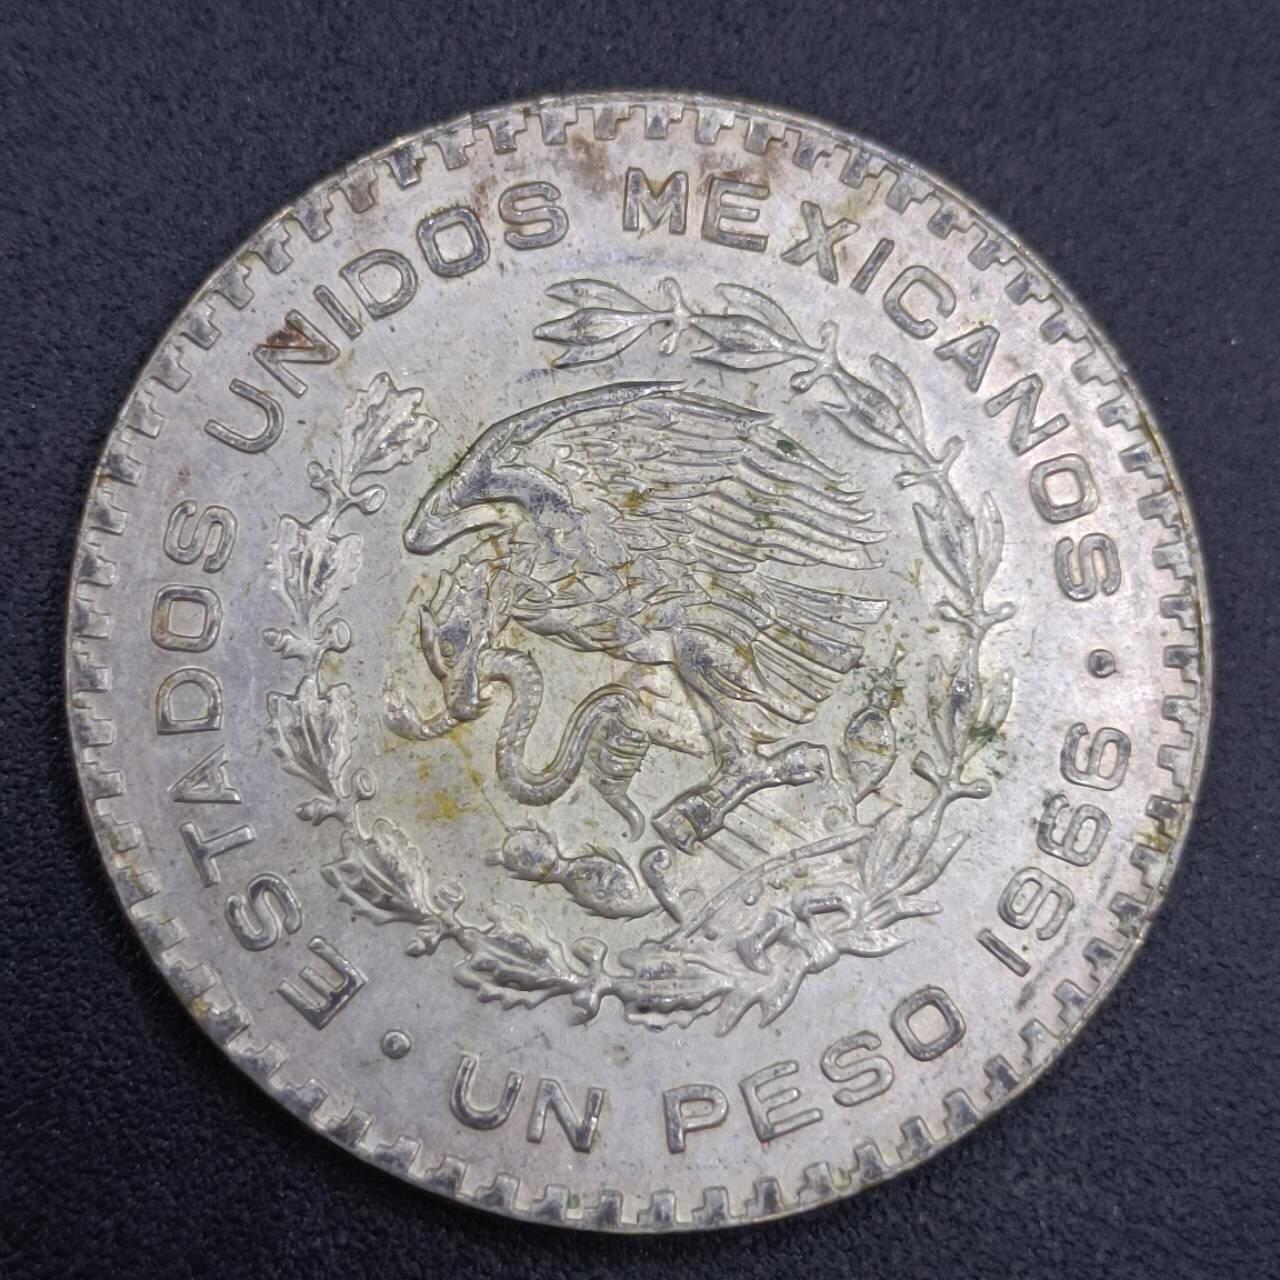 ESTADOS UNIDOS MEXICANOS
· UN PESO 1966 ·